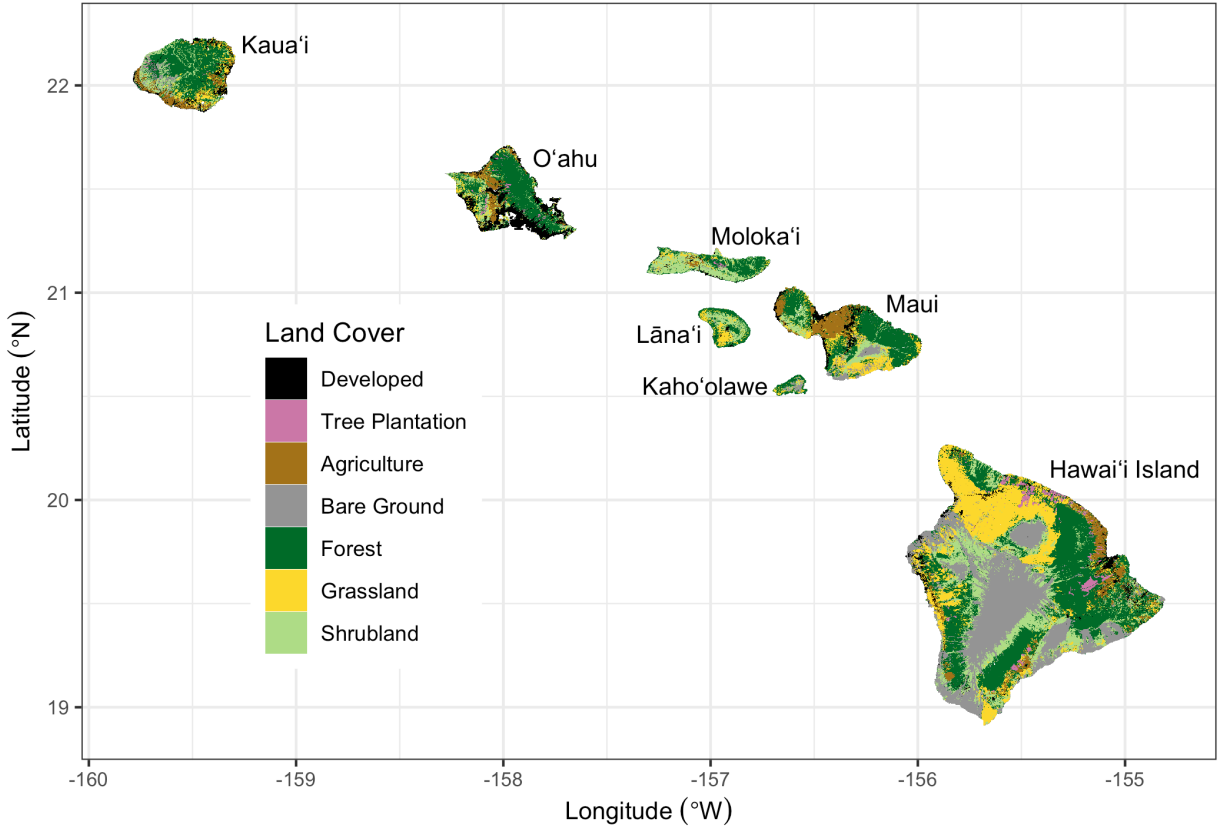 Kauaʻi
Oʻahu
Molokaʻi
Maui
Lānaʻi
Kahoʻolawe
Hawaiʻi Island
Land Cover
Developed
Tree Plantation
Agriculture
Bare Ground
Forest
Grassland
Shrubland
22
21
20
19
Latitude (°N)
-160 -159 -158 -157 -156 -155
Longitude (°W)